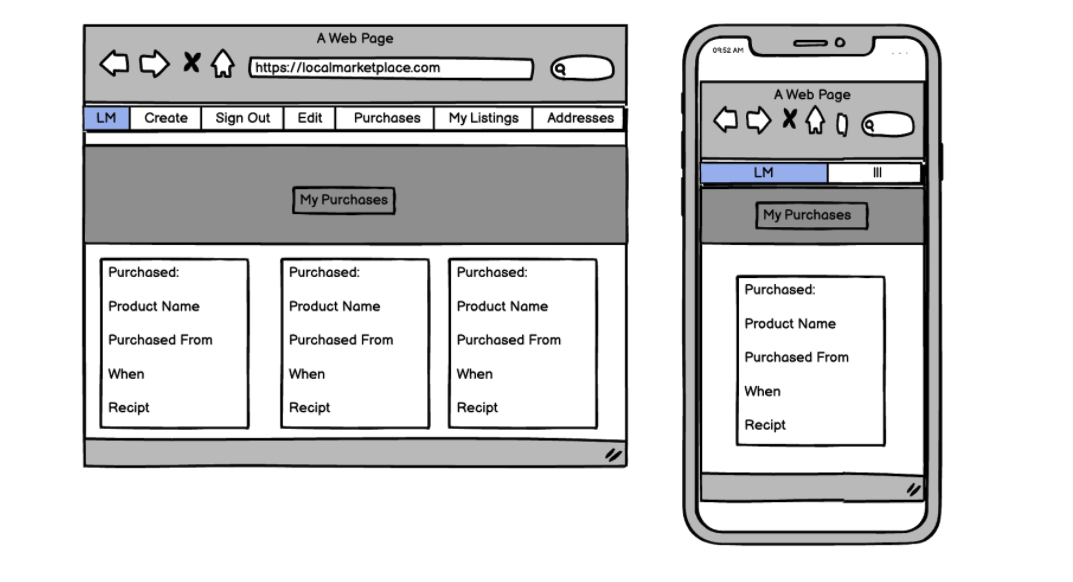 A Web Page
https://localmarketplace.com
LM Create Sign Out Edit Purchases My Listings Addresses
My Purchases
Purchased:
Product Name
Purchased From
When
Recipt
Purchased:
Product Name
Purchased From
When
Recipt
Purchased:
Product Name
Purchased From
When
Recipt
09:52 AM
A Web Page
LM
My Purchases
Purchased:
Product Name
Purchased From
When
Recipt